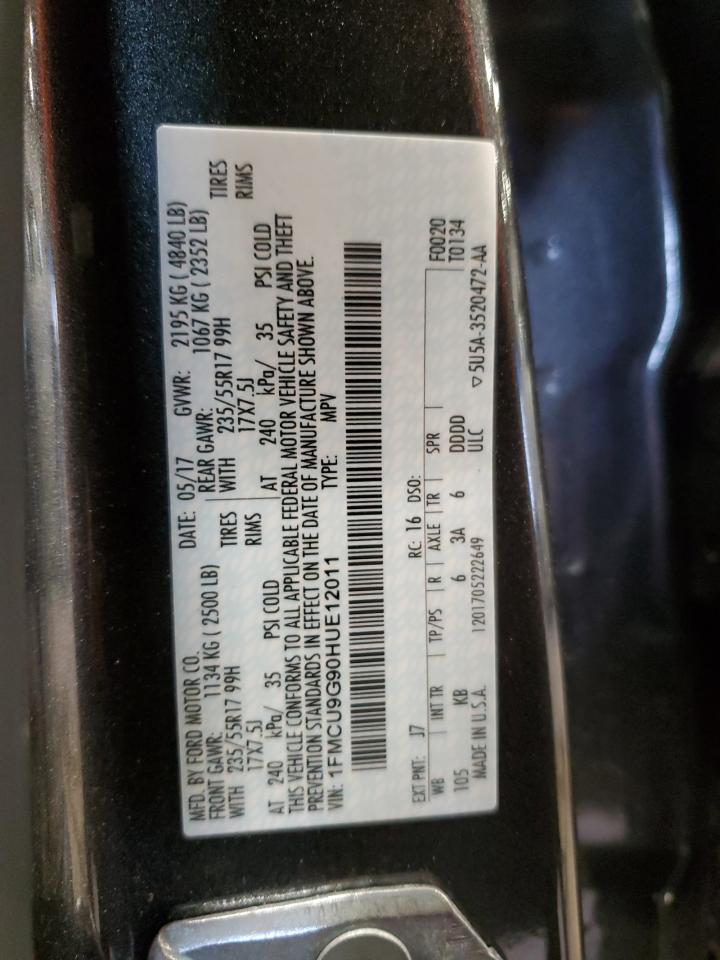 MFD. BY FORD MOTOR CO.
DATE: 05/17 GVWR: 2195 KG ( 4840 LB)
FRONT GAWR: 1134 KG ( 2500 LB)
REAR GAWR: 1067 KG ( 2352 LB)
WITH 235/55R17 99H TIRES
WITH 235/55R17 99H TIRES
17X7.5J RIMS
17X7.5J RIMS
AT 240 kPa/ 35 PSI COLD
AT 240 kPa/ 35 PSI COLD
THIS VEHICLE CONFORMS TO ALL APPLICABLE FEDERAL MOTOR VEHICLE SAFETY AND THEFT
PREVENTION STANDARDS IN EFFECT ON THE DATE OF MANUFACTURE SHOWN ABOVE.
VIN: 1FMCU9G90HUE12011 TYPE: MPV
EXT PNT: J7 RC: 16 DSO: F0020
T0134
WB INT TR TP/PS R AXLE TR SPR
105 KB 6 3A 6 DDDD
MADE IN U.S.A. 1201705222649 ULC ▽5U5A-3520472-AA